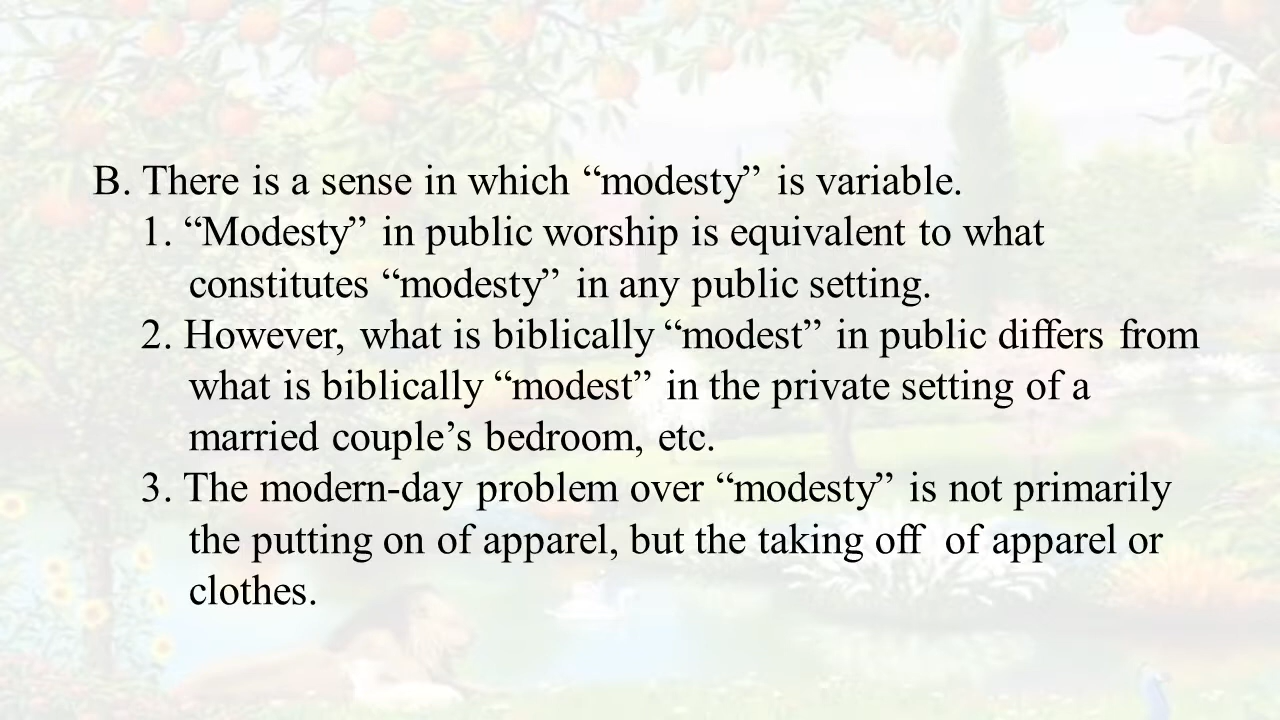 B. There is a sense in which “modesty” is variable.
1. “Modesty” in public worship is equivalent to what
constitutes “modesty” in any public setting.
2. However, what is biblically “modest” in public differs from
what is biblically “modest” in the private setting of a
married couple’s bedroom, etc.
3. The modern-day problem over “modesty” is not primarily
the putting on of apparel, but the taking off  of apparel or
clothes.